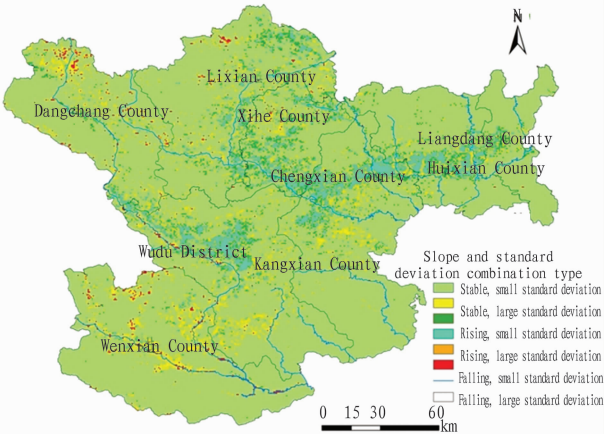 N
Lixian County
Dangchang County
Xihe County
Liangdang County
Chengxian County
Huixian County
Wudu District
Kangxian County
Wenxian County
Slope and standard
deviation combination type
Stable, small standard deviation
Stable, large standard deviation
Rising, small standard deviation
Rising, large standard deviation
Falling, small standard deviation
Falling, large standard deviation
0 15 30 60
km